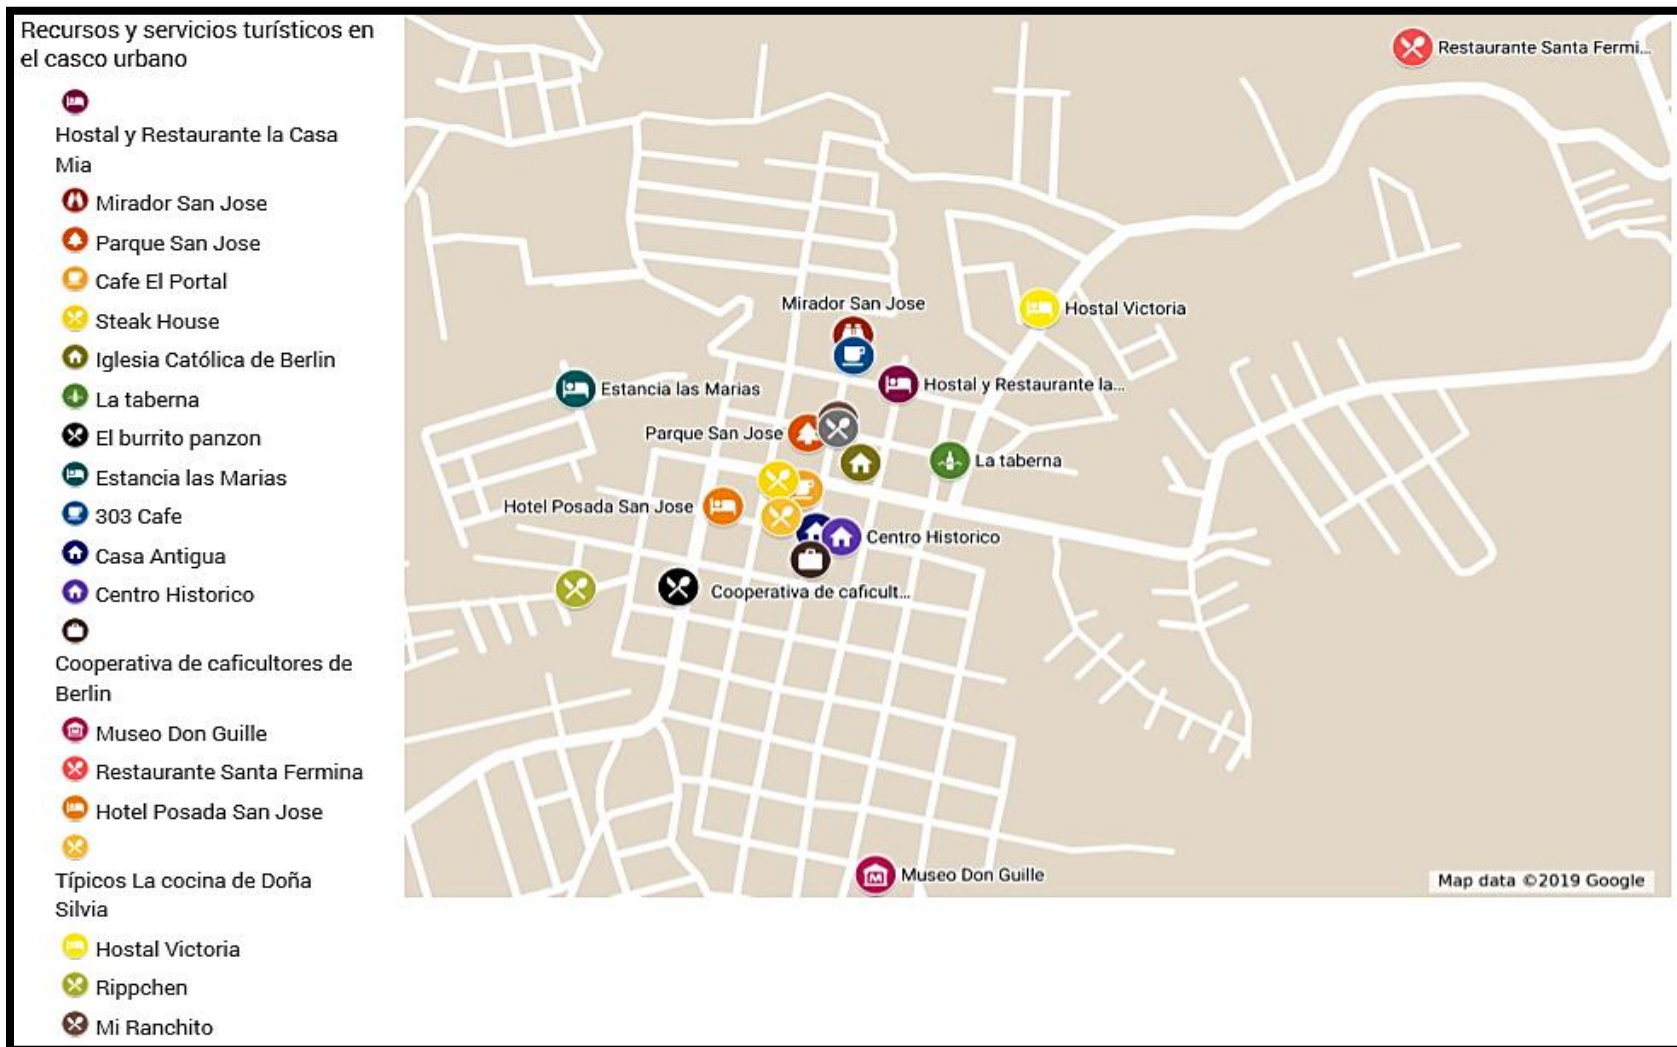 Recursos y servicios turísticos en
el casco urbano
Hostal y Restaurante la Casa
Mia
Mirador San Jose
Parque San Jose
Cafe El Portal
Steak House
Iglesia Católica de Berlin
La taberna
El burrito panzon
Estancia las Marias
303 Cafe
Casa Antigua
Centro Historico
Cooperativa de caficultores de
Berlin
Museo Don Guille
Restaurante Santa Fermina
Hotel Posada San Jose
Típicos La cocina de Doña
Silvia
Hostal Victoria
Rippchen
Mi Ranchito
Restaurante Santa Fermi...
Mirador San Jose
Hostal Victoria
Estancia las Marias
Hostal y Restaurante la...
Parque San Jose
La taberna
Hotel Posada San Jose
Centro Historico
Cooperativa de caficult...
Museo Don Guille
Map data ©2019 Google